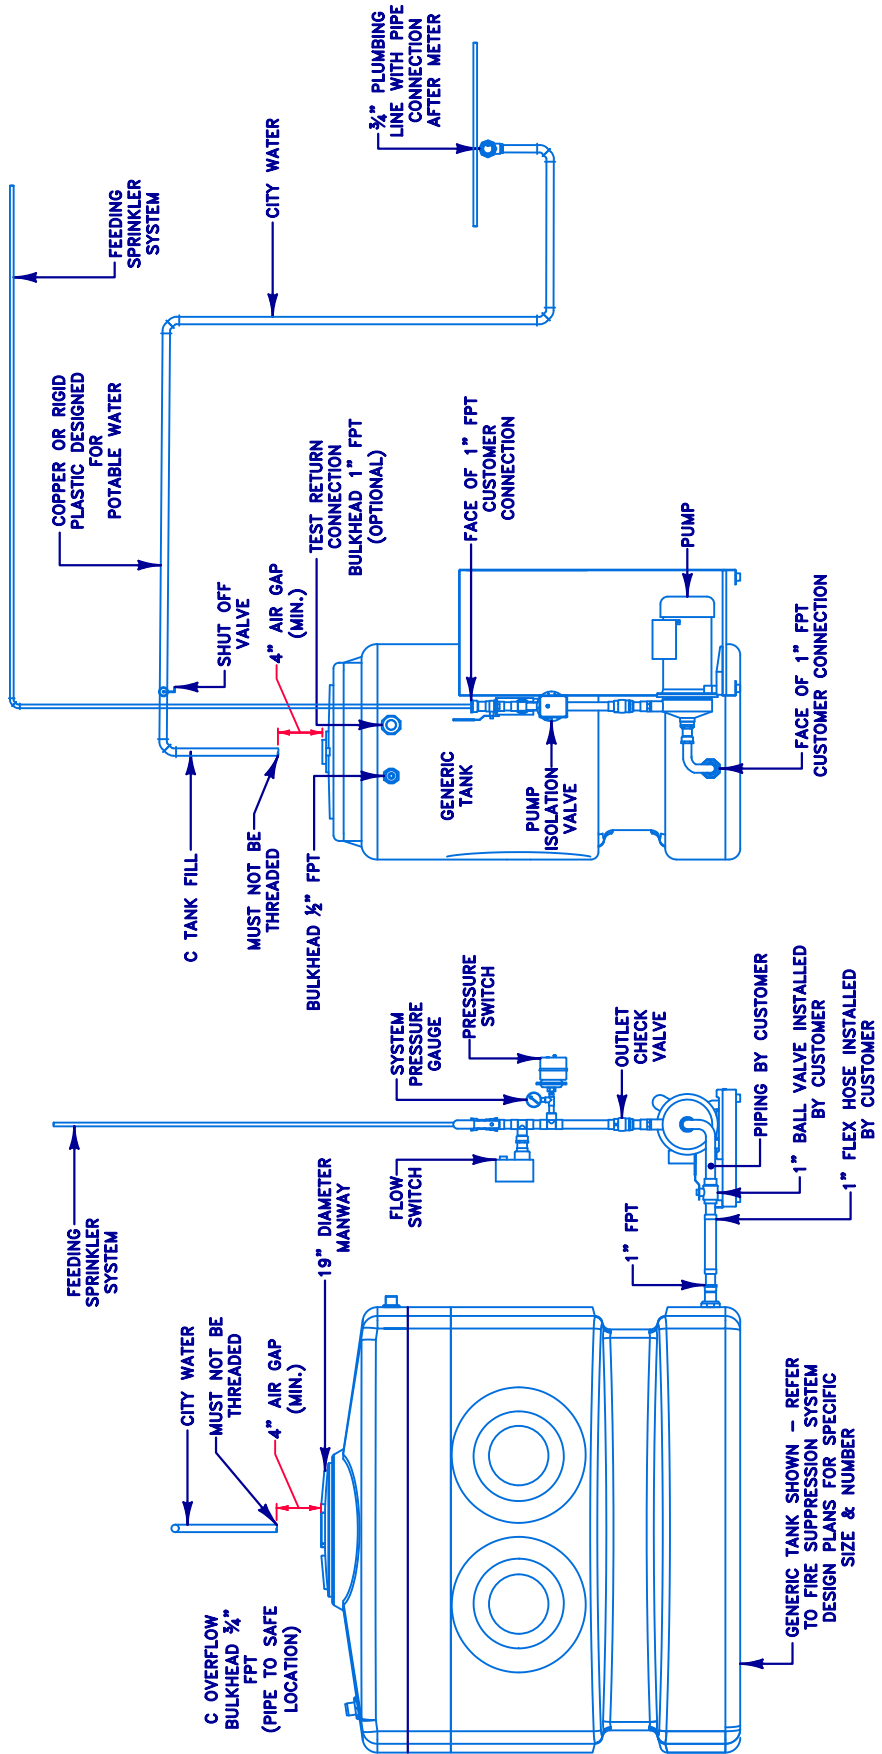 C OVERFLOW
BULKHEAD ¾"
FPT
(PIPE TO SAFE
LOCATION)
CITY WATER
MUST NOT BE
THREADED
4" AIR GAP
(MIN.)
19" DIAMETER
MANWAY
FEEDING
SPRINKLER
SYSTEM
FLOW
SWITCH
SYSTEM
PRESSURE
GAUGE
PRESSURE
SWITCH
OUTLET
CHECK
VALVE
1" FPT
PIPING BY CUSTOMER
1" BALL VALVE INSTALLED
BY CUSTOMER
1" FLEX HOSE INSTALLED
BY CUSTOMER
GENERIC TANK SHOWN – REFER
TO FIRE SUPPRESSION SYSTEM
DESIGN PLANS FOR SPECIFIC
SIZE & NUMBER
FEEDING
SPRINKLER
SYSTEM
COPPER OR RIGID
PLASTIC DESIGNED
FOR
POTABLE WATER
CITY WATER
¾" PLUMBING
LINE WITH PIPE
CONNECTION
AFTER METER
C TANK FILL
SHUT OFF
VALVE
MUST NOT BE
THREADED
4" AIR GAP
(MIN.)
BULKHEAD ½" FPT
TEST RETURN
CONNECTION
BULKHEAD 1" FPT
(OPTIONAL)
GENERIC
TANK
FACE OF 1" FPT
CUSTOMER
CONNECTION
PUMP
ISOLATION
VALVE
PUMP
FACE OF 1" FPT
CUSTOMER CONNECTION